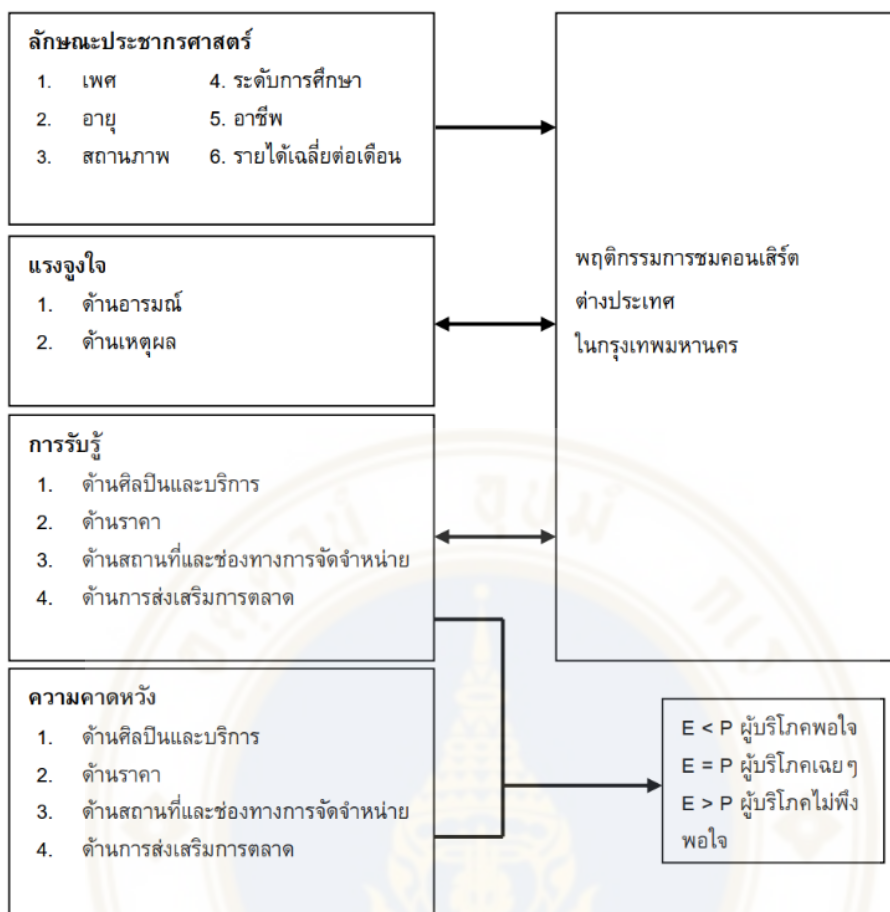 ลักษณะประชากรศาสตร์
1. เพศ 4. ระดับการศึกษา
2. อายุ 5. อาชีพ
3. สถานภาพ 6. รายได้เฉลี่ยต่อเดือน
แรงจูงใจ
1. ด้านอารมณ์
2. ด้านเหตุผล
พฤติกรรมการชมคอนเสิร์ต
ต่างประเทศ
ในกรุงเทพมหานคร
การรับรู้
1. ด้านศิลปินและบริการ
2. ด้านราคา
3. ด้านสถานที่และช่องทางการจัดจำหน่าย
4. ด้านการส่งเสริมการตลาด
ความคาดหวัง
1. ด้านศิลปินและบริการ
2. ด้านราคา
3. ด้านสถานที่และช่องทางการจัดจำหน่าย
4. ด้านการส่งเสริมการตลาด
E < P ผู้บริโภคพอใจ
E = P ผู้บริโภคเฉยๆ
E > P ผู้บริโภคไม่พึง
พอใจ